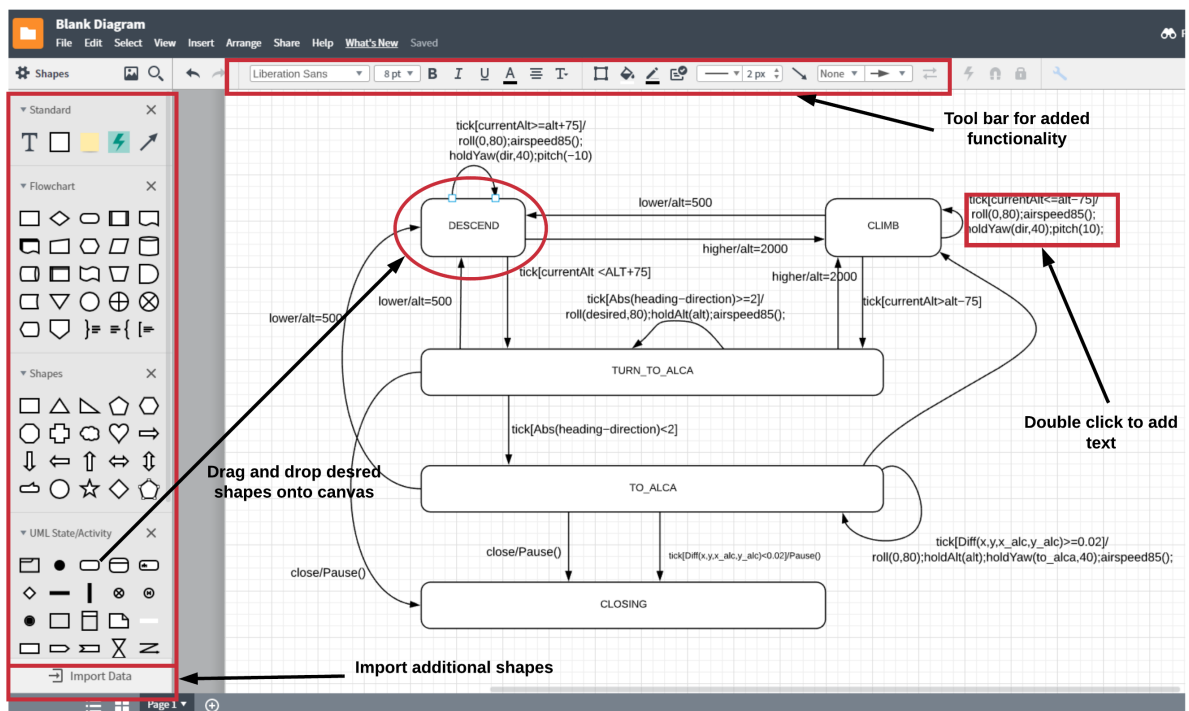 Blank Diagram
File Edit Select View Insert Arrange Share Help What's New Saved
Shapes
Liberation Sans 8 pt B I U A T 2 px None
Standard
T
Flowchart
Shapes
UML State/Activity
Import Data
Page 1
Tool bar for added
functionality
tick[currentAlt>=alt+75]/
roll(0,80);airspeed85();
holdYaw(dir,40);pitch(−10)
DESCEND
lower/alt=500
CLIMB
tick[currentAlt<=alt−75]/
roll(0,80);airspeed85();
holdYaw(dir,40);pitch(10);
higher/alt=2000
tick[currentAlt <ALT+75]
higher/alt=2000
lower/alt=500
tick[Abs(heading−direction)>=2]/
roll(desired,80);holdAlt(alt);airspeed85();
tick[currentAlt>alt−75]
lower/alt=500
TURN_TO_ALCA
Double click to add
text
tick[Abs(heading−direction)<2]
Drag and drop desred
shapes onto canvas
TO_ALCA
close/Pause()
tick[Diff(x,y,x_alc,y_alc)<0.02]/Pause()
tick[Diff(x,y,x_alc,y_alc)>=0.02]/
roll(0,80);holdAlt(alt);holdYaw(to_alca,40);airspeed85();
close/Pause()
CLOSING
Import additional shapes